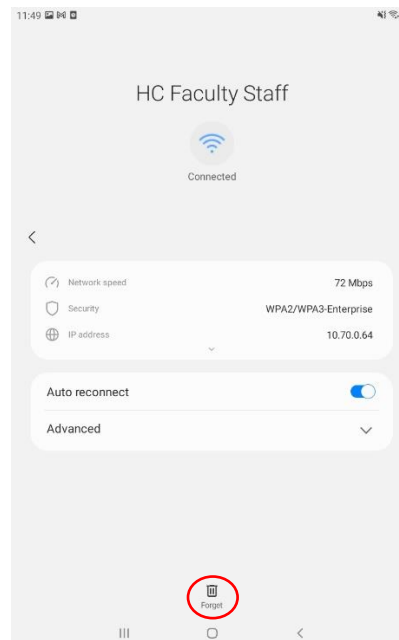 11:49
HC Faculty Staff
Connected
Network speed 72 Mbps
Security WPA2/WPA3-Enterprise
IP address 10.70.0.64
Auto reconnect
Advanced
Forget